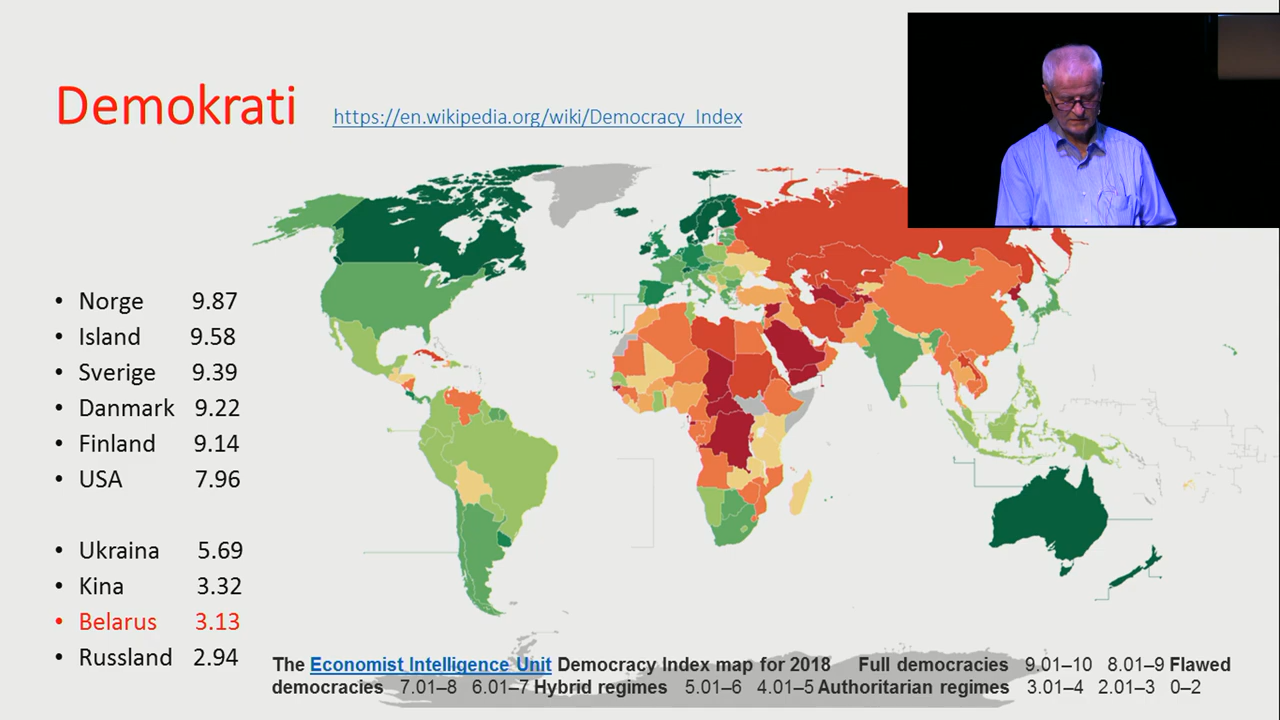 Demokrati
https://en.wikipedia.org/wiki/Democracy_Index
• Norge 9.87
• Island 9.58
• Sverige 9.39
• Danmark 9.22
• Finland 9.14
• USA 7.96
• Ukraina 5.69
• Kina 3.32
• Belarus 3.13
• Russland 2.94
The Economist Intelligence Unit Democracy Index map for 2018 Full democracies 9.01–10 8.01–9 Flawed
democracies 7.01–8 6.01–7 Hybrid regimes 5.01–6 4.01–5 Authoritarian regimes 3.01–4 2.01–3 0–2